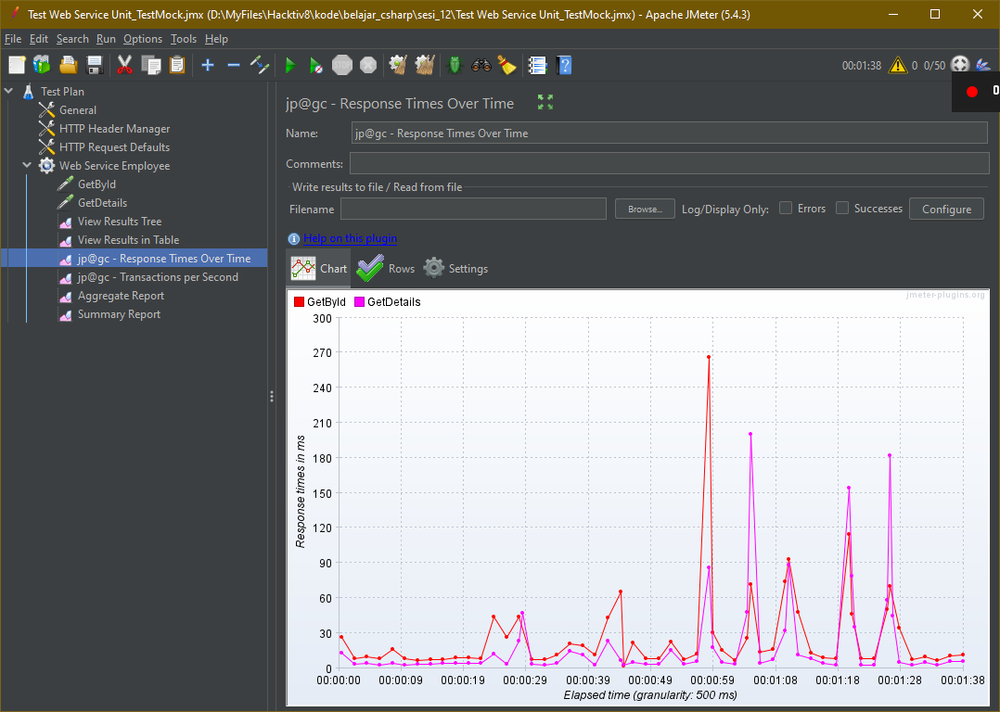 Test Web Service Unit_TestMock.jmx (D:\MyFiles\Hacktiv8\kode\belajar_csharp\sesi_12\Test Web Service Unit_TestMock.jmx) - Apache JMeter (5.4.3)
File Edit Search Run Options Tools Help
00:01:38 0 0/50
0
Test Plan
General
HTTP Header Manager
HTTP Request Defaults
Web Service Employee
GetById
GetDetails
View Results Tree
View Results in Table
jp@gc - Response Times Over Time
jp@gc - Transactions per Second
Aggregate Report
Summary Report
jp@gc - Response Times Over Time
Name: jp@gc - Response Times Over Time
Comments:
Write results to file / Read from file
Filename Browse... Log/Display Only: Errors Successes Configure
Help on this plugin
Chart Rows Settings
GetById GetDetails
jmeter-plugins.org
300
270
240
210
180
150
120
90
60
30
0
Response times in ms
00:00:00 00:00:09 00:00:19 00:00:29 00:00:39 00:00:49 00:00:59 00:01:08 00:01:18 00:01:28 00:01:38
Elapsed time (granularity: 500 ms)